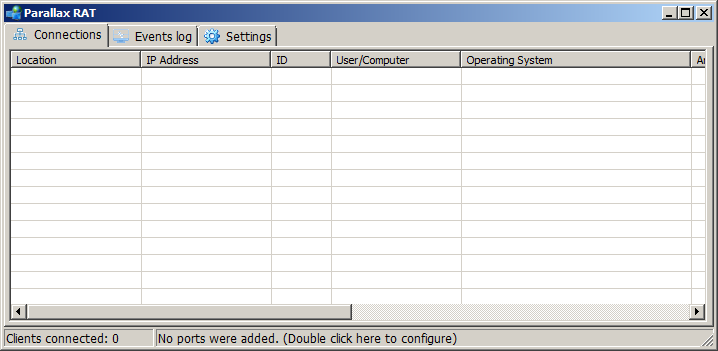 Parallax RAT
Connections Events log Settings
Location IP Address ID User/Computer Operating System
Clients connected: 0 No ports were added. (Double click here to configure)